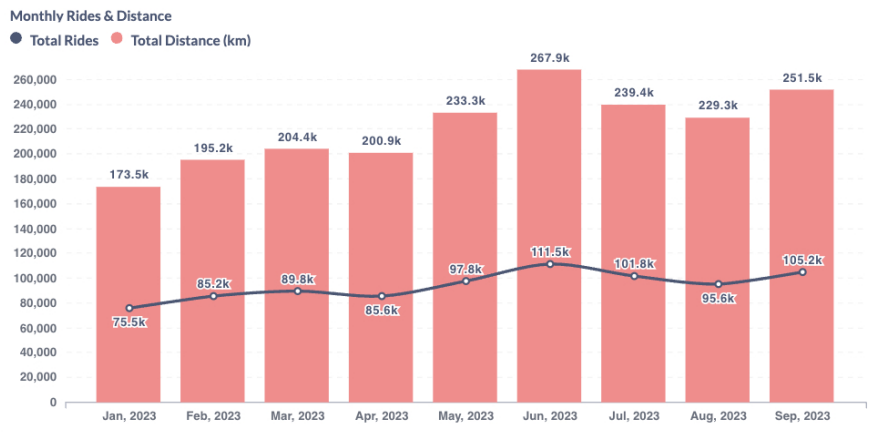 Monthly Rides & Distance
Total Rides Total Distance (km)
260,000
240,000
220,000
200,000
180,000
160,000
140,000
120,000
100,000
80,000
60,000
40,000
20,000
0
173.5k
195.2k
204.4k
200.9k
233.3k
267.9k
239.4k
229.3k
251.5k
75.5k
85.2k
89.8k
85.6k
97.8k
111.5k
101.8k
95.6k
105.2k
Jan, 2023 Feb, 2023 Mar, 2023 Apr, 2023 May, 2023 Jun, 2023 Jul, 2023 Aug, 2023 Sep, 2023